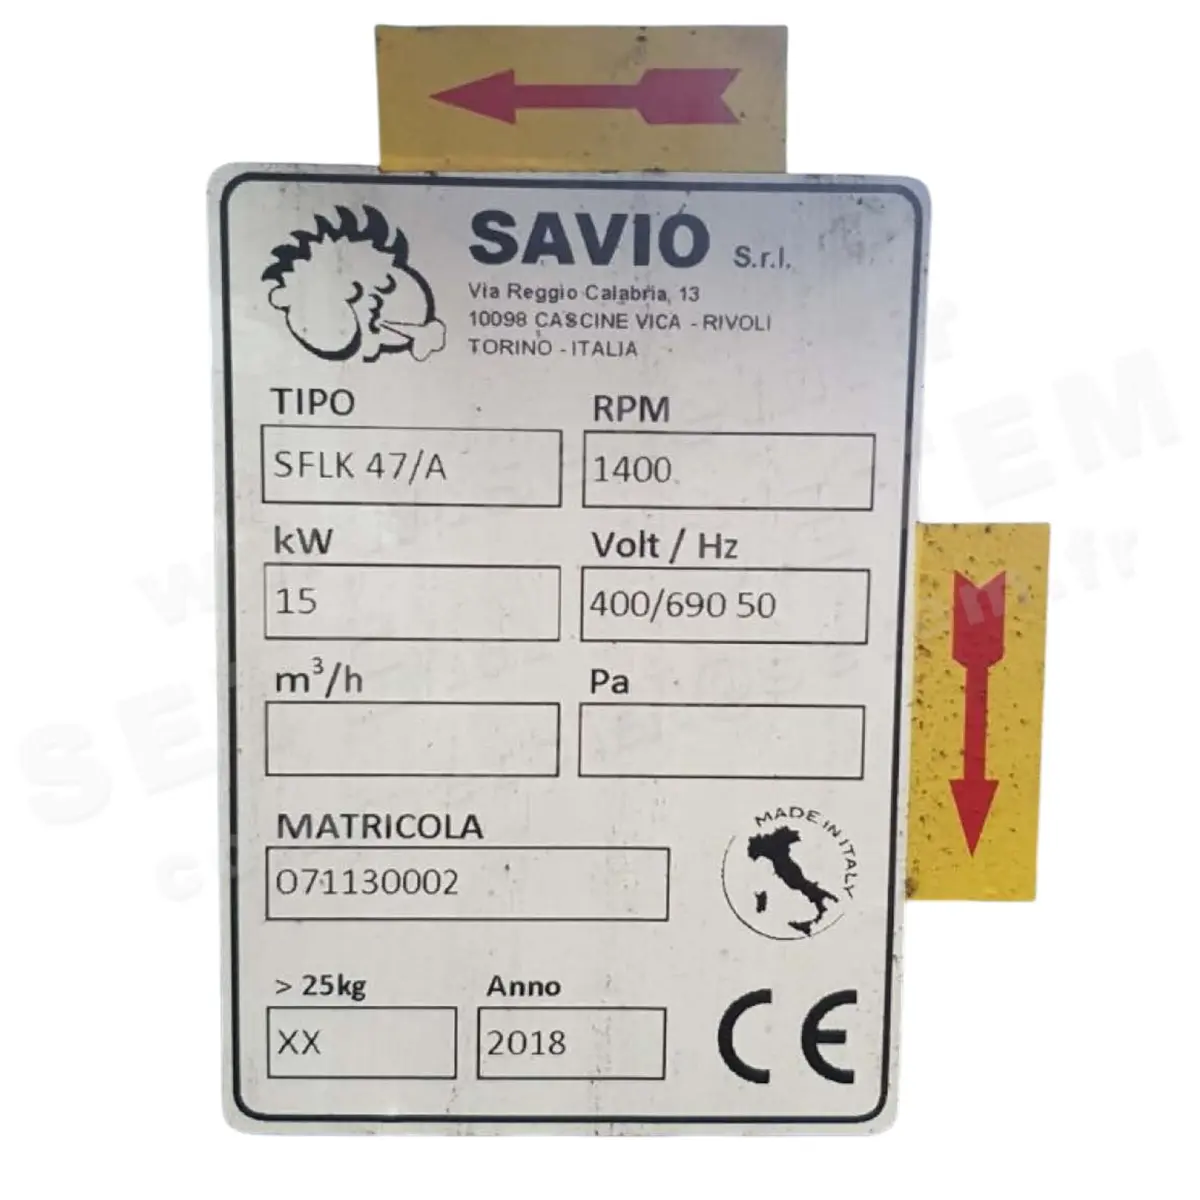 SAVIO S.r.l.
Via Reggio Calabria, 13
10098 CASCINE VICA - RIVOLI
TORINO - ITALIA
TIPO RPM
SFLK 47/A 1400
kW Volt / Hz
15 400/690 50
m³/h Pa
MATRICOLA
071130002
MADE IN ITALY
> 25kg Anno
XX 2018
CE